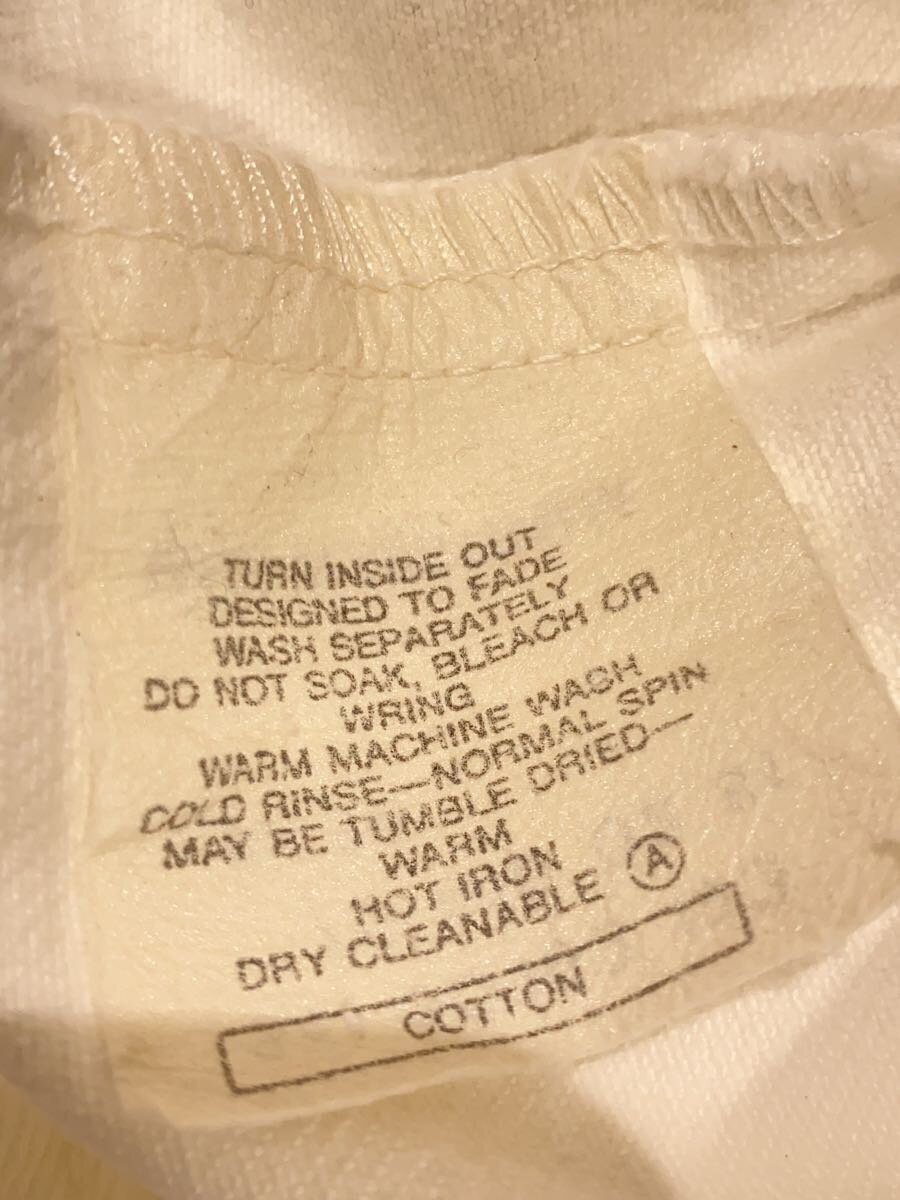 TURN INSIDE OUT
DESIGNED TO FADE
WASH SEPARATELY
DO NOT SOAK, BLEACH OR
WRING
WARM MACHINE WASH
COLD RINSE—NORMAL SPIN
MAY BE TUMBLE DRIED—
WARM
HOT IRON
DRY CLEANABLE Ⓐ
COTTON